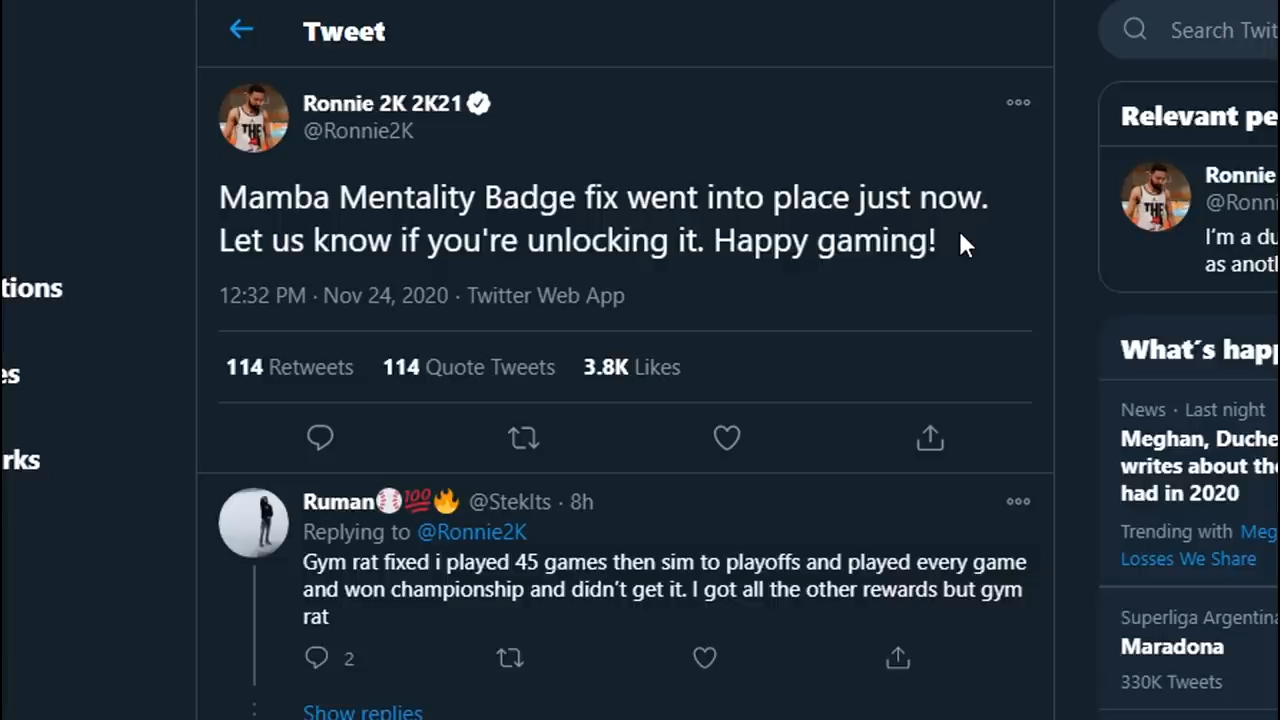 Tweet
Search Twit
Ronnie 2K 2K21
@Ronnie2K
Mamba Mentality Badge fix went into place just now.
Let us know if you're unlocking it. Happy gaming!
12:32 PM · Nov 24, 2020 · Twitter Web App
114 Retweets 114 Quote Tweets 3.8K Likes
Ruman⚾💯🔥 @StekIts · 8h
Replying to @Ronnie2K
Gym rat fixed i played 45 games then sim to playoffs and played every game
and won championship and didn't get it. I got all the other rewards but gym
rat
2
Show replies
tions
es
rks
Relevant pe
Ronnie
@Ronn
I'm a du
as anotl
What's happ
News · Last night
Meghan, Duche
writes about the
had in 2020
Trending with Meg
Losses We Share
Superliga Argentina
Maradona
330K Tweets